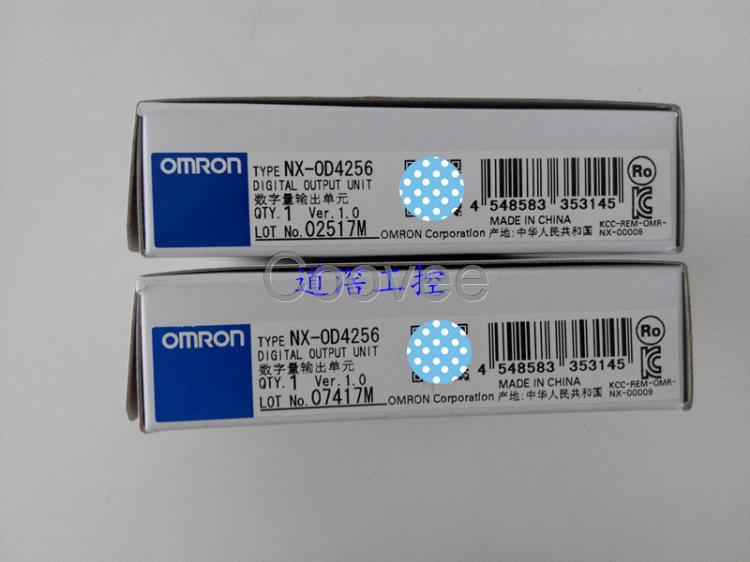 OMRON
TYPE NX-OD4256
DIGITAL OUTPUT UNIT
数字量输出单元
QTY. 1 Ver. 1.0
LOT No. 02517M
OMRON Corporation
4 548583 353145
MADE IN CHINA
产地: 中华人民共和国
Ro
KCC-REM-OMR-
NX-00009
道浯工控
Coovee
OMRON
TYPE NX-OD4256
DIGITAL OUTPUT UNIT
数字量输出单元
QTY. 1 Ver. 1.0
LOT No. 07417M
OMRON Corporation
4 548583 353145
MADE IN CHINA
产地: 中华人民共和国
Ro
KCC-REM-OMR-
NX-00009